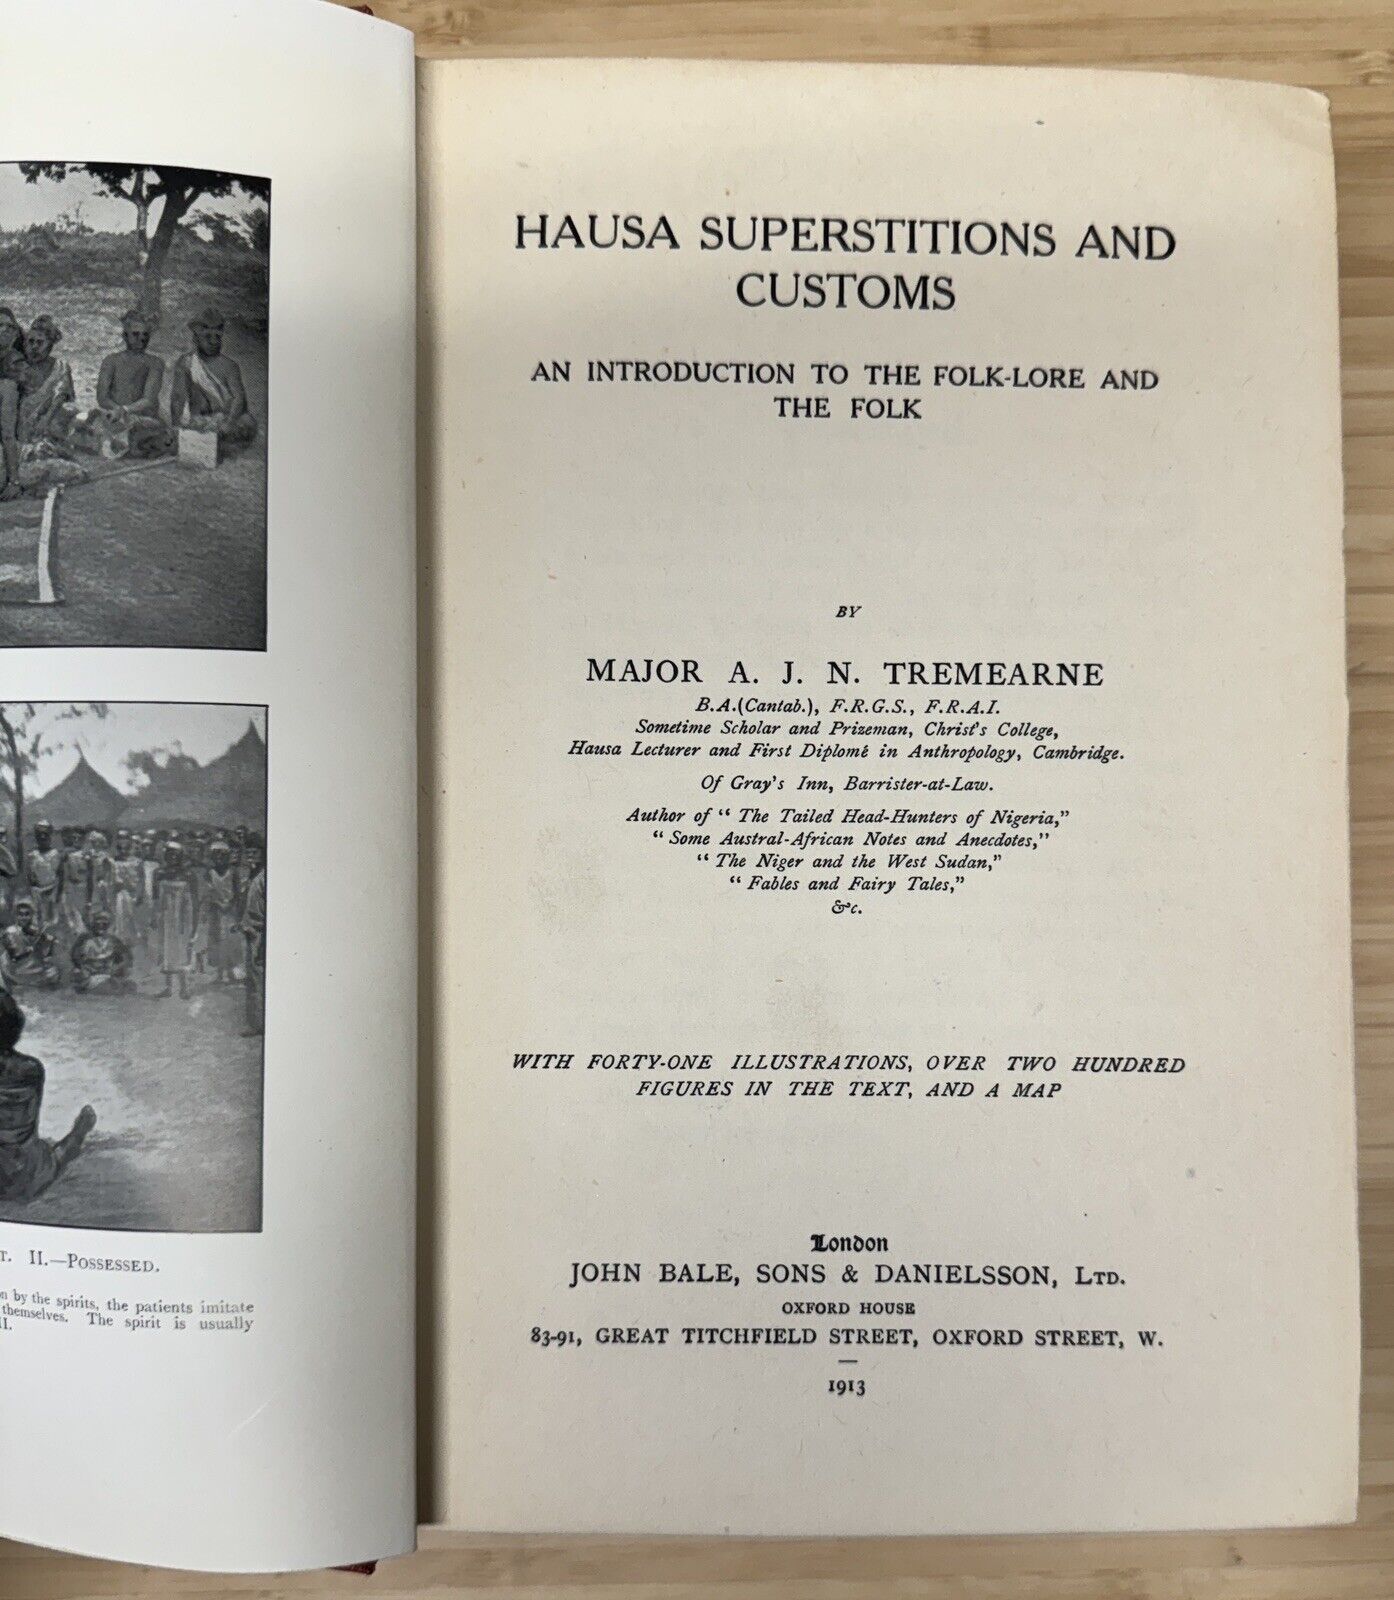 T. II.—POSSESSED.
n by the spirits, the patients imitate
themselves. The spirit is usually
II.
HAUSA SUPERSTITIONS AND
CUSTOMS
AN INTRODUCTION TO THE FOLK-LORE AND
THE FOLK
BY
MAJOR A. J. N. TREMEARNE
B.A.(Cantab.), F.R.G.S., F.R.A.I.
Sometime Scholar and Prizeman, Christ's College,
Hausa Lecturer and First Diplomé in Anthropology, Cambridge.
Of Gray's Inn, Barrister-at-Law.
Author of “ The Tailed Head-Hunters of Nigeria,”
“ Some Austral-African Notes and Anecdotes,”
“ The Niger and the West Sudan,”
“ Fables and Fairy Tales,”
&c.
WITH FORTY-ONE ILLUSTRATIONS, OVER TWO HUNDRED
FIGURES IN THE TEXT, AND A MAP
London
JOHN BALE, SONS & DANIELSSON, LTD.
OXFORD HOUSE
83-91, GREAT TITCHFIELD STREET, OXFORD STREET, W.
—
1913